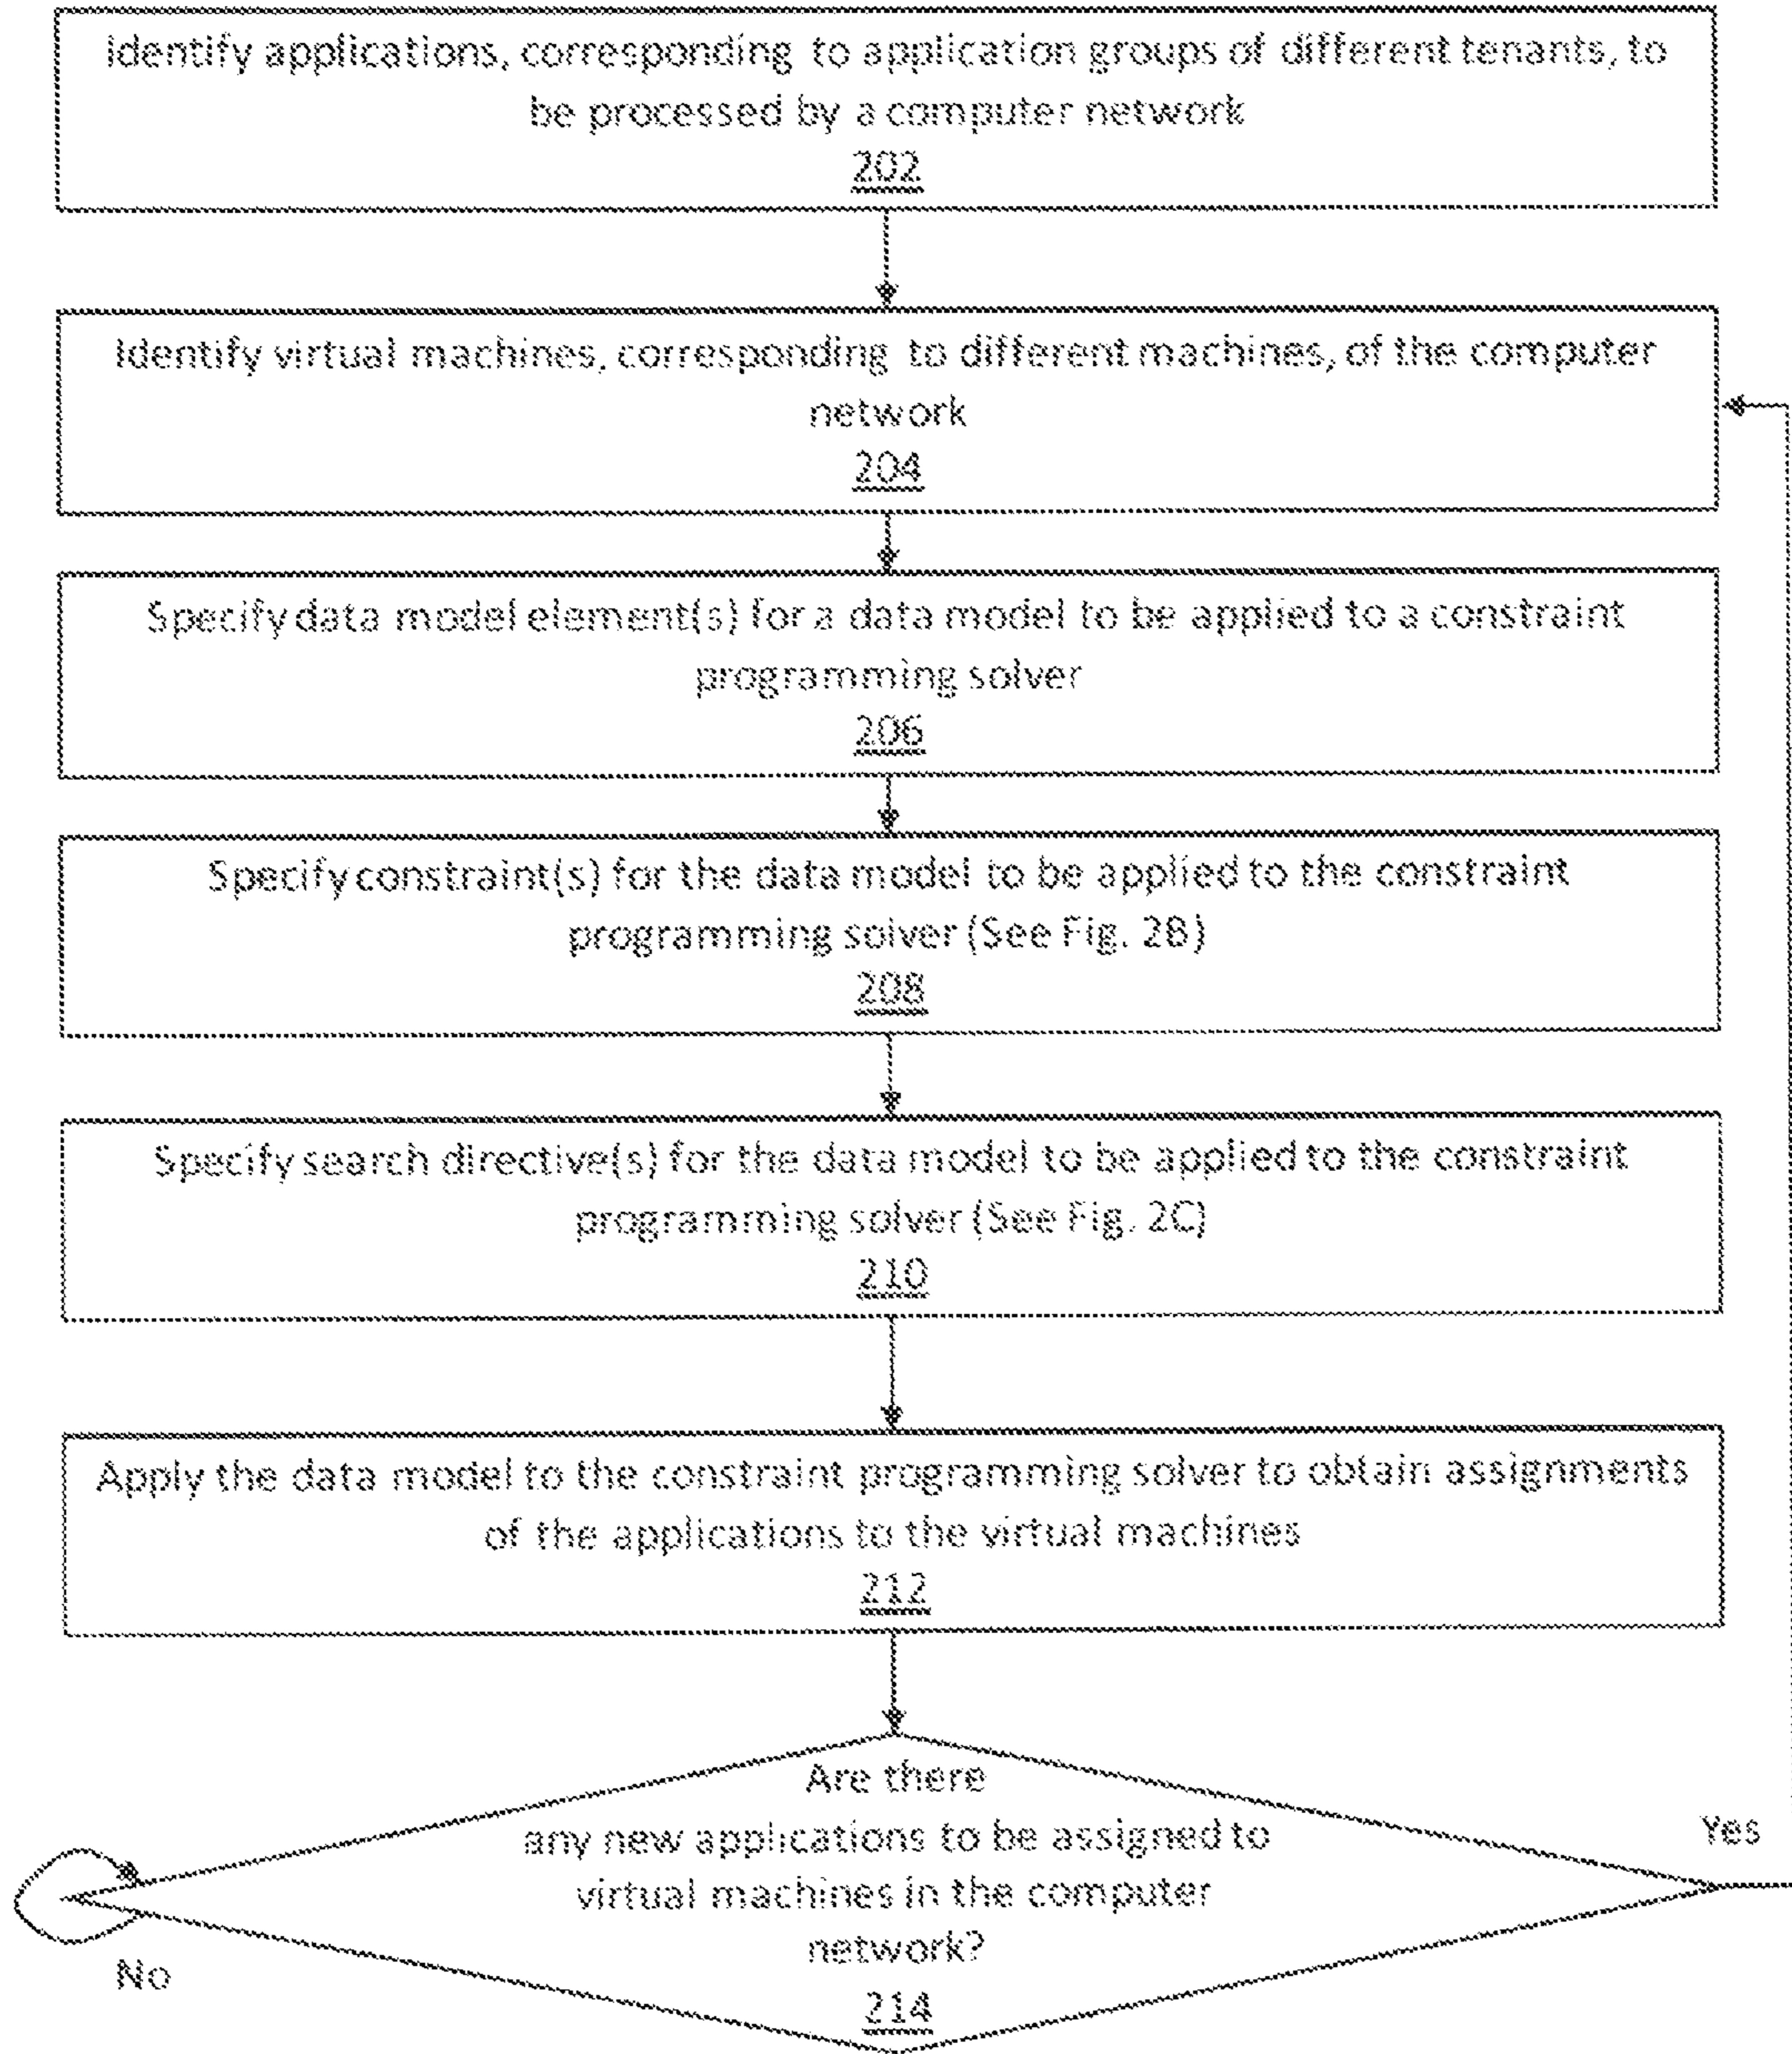 Identify applications, corresponding to application groups of different tenants, to
be processed by a computer network
202
Identify virtual machines, corresponding to different machines, of the computer
network
204
Specify data model element(s) for a data model to be applied to a constraint
programming solver
206
Specify constraint(s) for the data model to be applied to the constraint
programming solver (See Fig. 2B)
208
Specify search directive(s) for the data model to be applied to the constraint
programming solver (See Fig. 2C)
210
Apply the data model to the constraint programming solver to obtain assignments
of the applications to the virtual machines
212
Are there
any new applications to be assigned to
virtual machines in the computer
network?
214
Yes
No